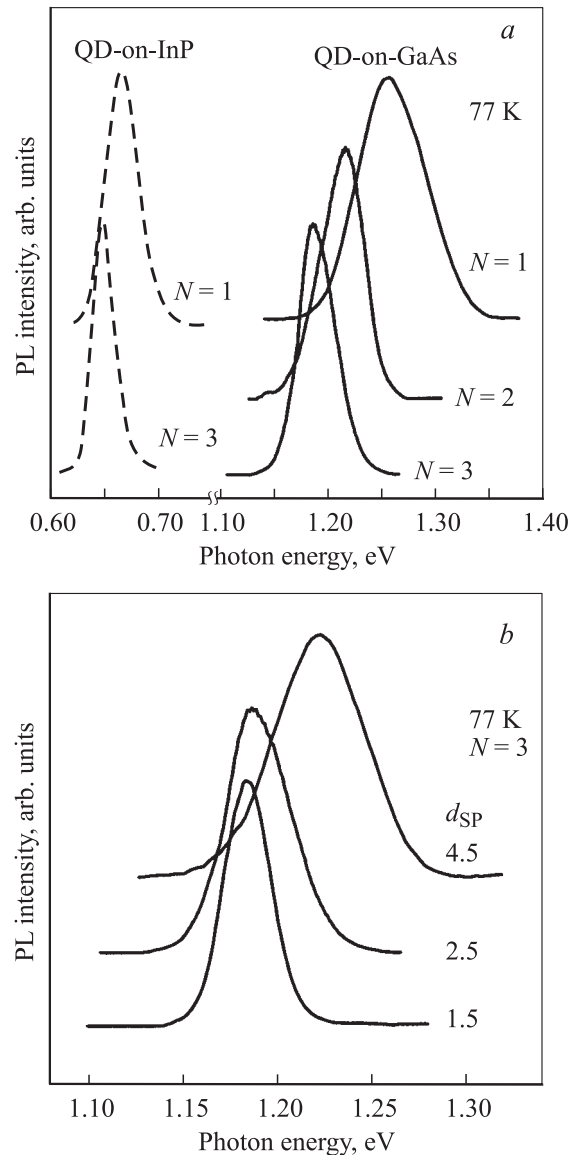 a
QD-on-InP
QD-on-GaAs
77 K
PL intensity, arb. units
N = 1
N = 1
N = 2
N = 3
N = 3
0.60 0.70 1.10 1.20 1.30 1.40
Photon energy, eV
b
77 K
N = 3
PL intensity, arb. units
dSP
4.5
2.5
1.5
1.10 1.15 1.20 1.25 1.30
Photon energy, eV